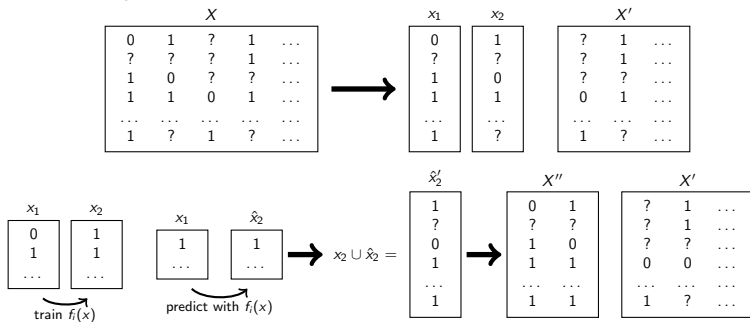 X
0 1 ? 1 ...
? ? ? 1 ...
1 0 ? ? ...
1 1 0 1 ...
... ... ... ... ...
1 ? 1 ? ...
x₁ x₂ X′
0 1 ? 1 ...
? ? ? 1 ...
1 0 ? ? ...
1 1 0 1 ...
... ... ... ... ...
1 ? 1 ? ...
x₁ x₂
0 1
1 1
... ...
train fᵢ(x)
x₁ x̂₂
1 1
... ...
predict with fᵢ(x)
x₂ ∪ x̂₂ =
x̂′₂
1
?
0
1
...
1
X″
0 1
? ?
1 0
1 1
... ...
1 1
X′
? 1 ...
? 1 ...
? ? ...
0 0 ...
... ... ...
1 ? ...